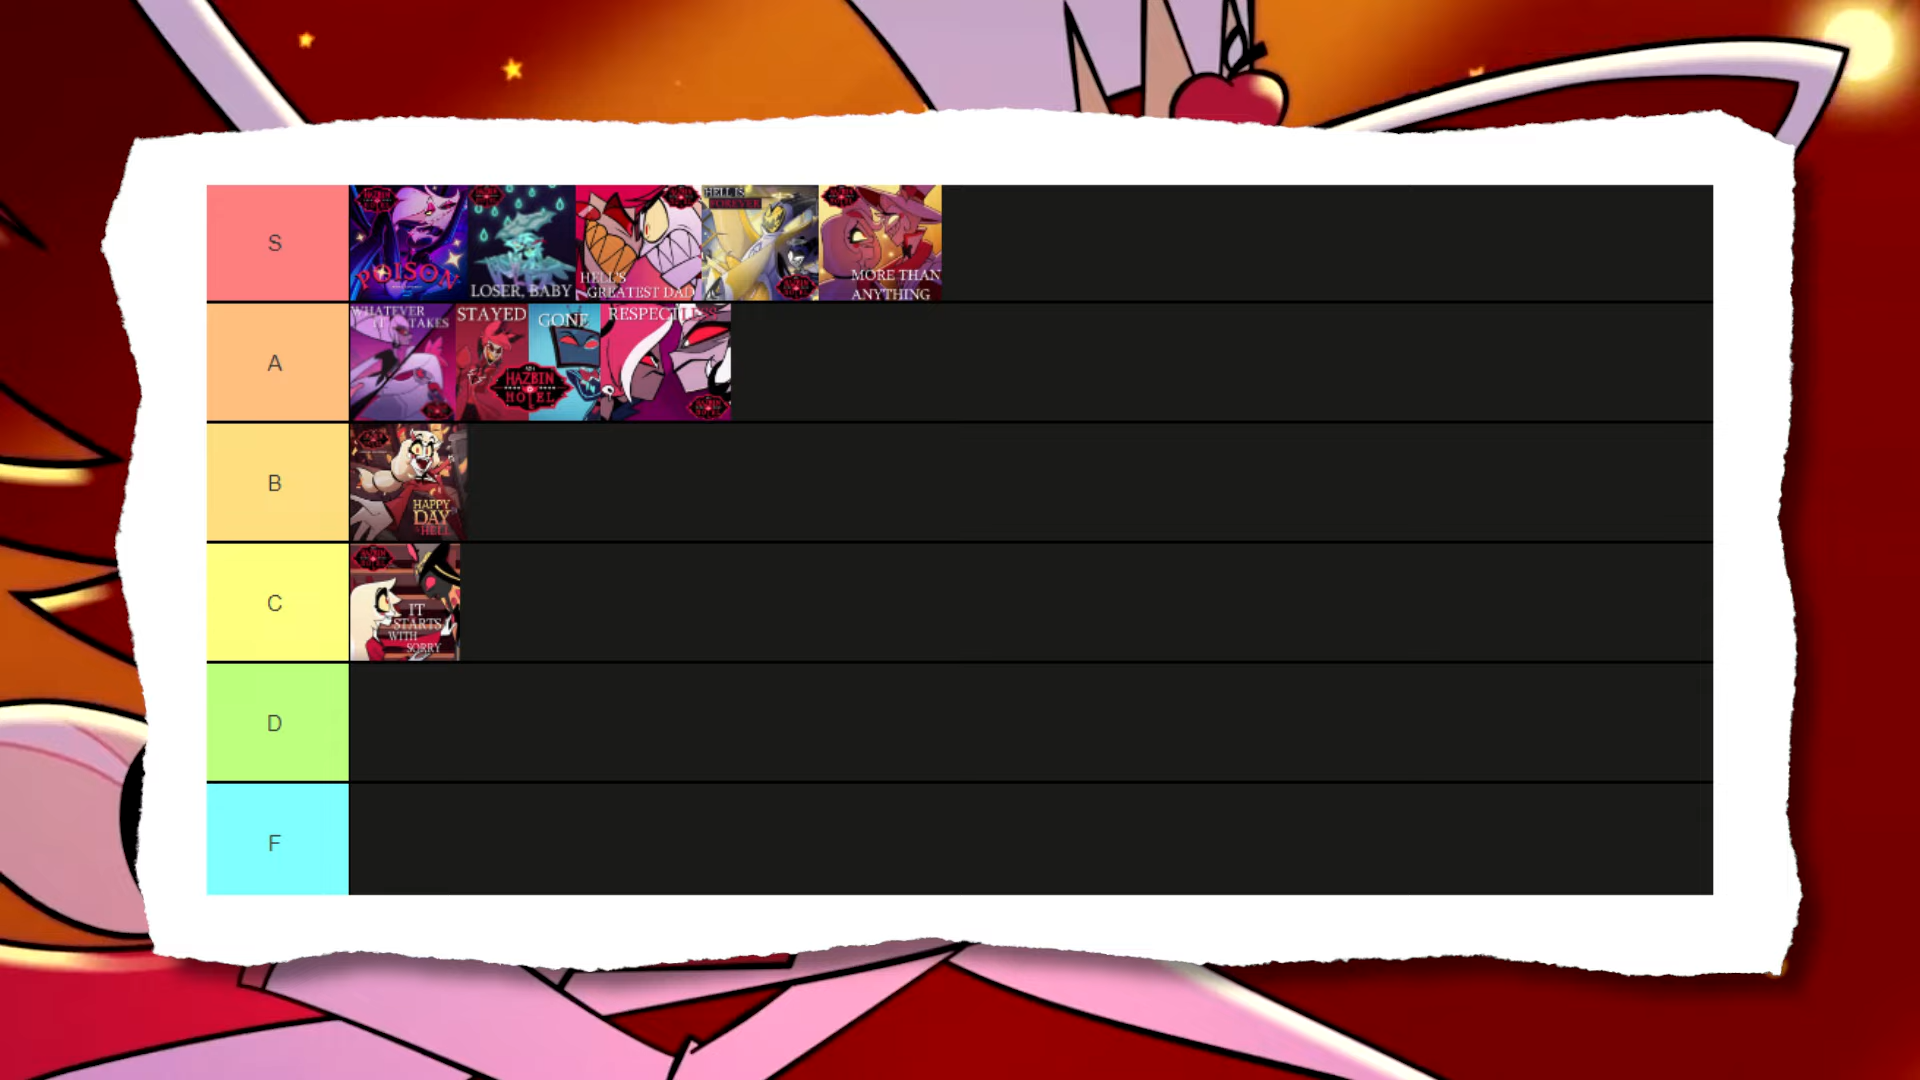 S
POISON
LOSER, BABY
HELL'S
GREATEST DAD
HELL IS
FOREVER
MORE THAN
ANYTHING
A
WHATEVER
IT TAKES
STAYED
GONE
HAZBIN
HOTEL
RESPECTLESS
B
HAPPY
DAY
HELL
C
IT
STARTS
WITH
SORRY
D
F